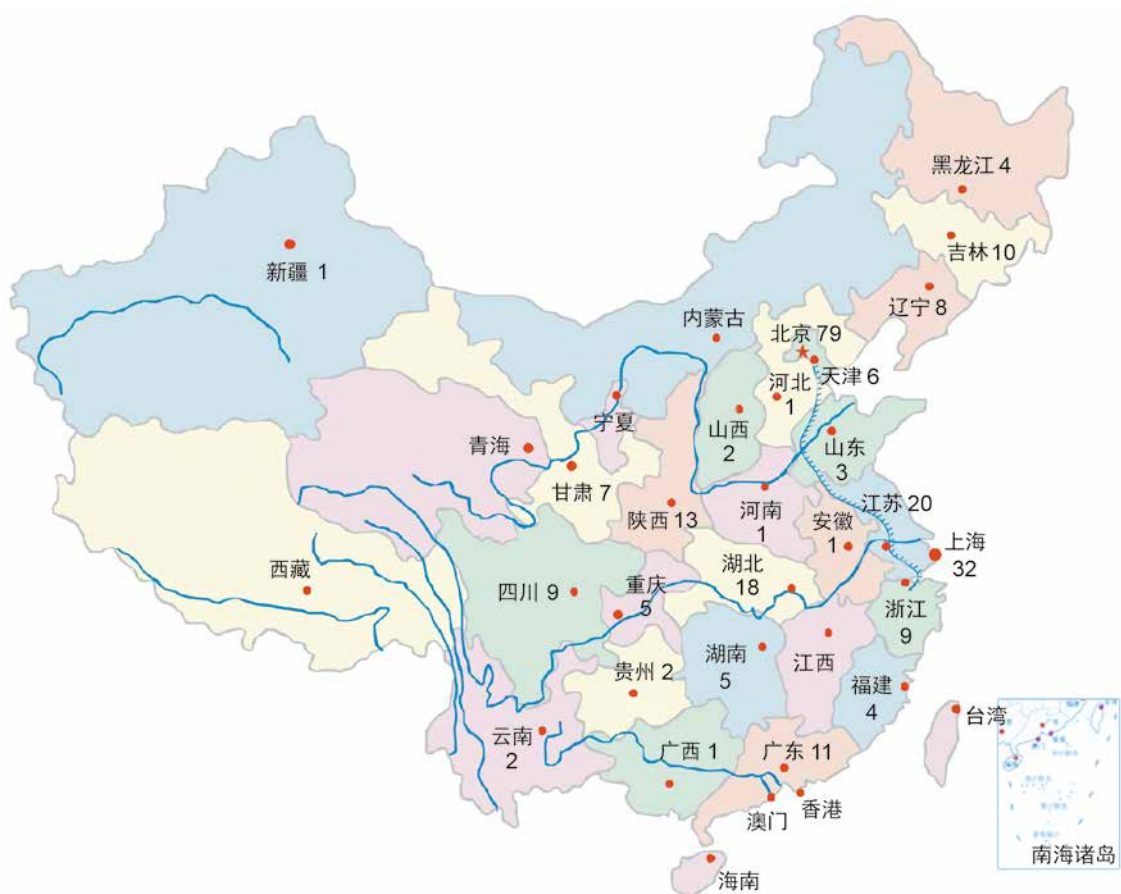 黑龙江 4
吉林 10
新疆 1
辽宁 8
内蒙古
北京 79
天津 6
河北
1
宁夏
山西
2
青海
山东
3
甘肃 7
江苏 20
陕西 13
河南
1
安徽
1
上海
32
西藏
四川 9
重庆
5
湖北
18
浙江
9
湖南
5
江西
贵州 2
福建
4
台湾
云南
2
广西 1
广东 11
香港
澳门
南海诸岛
海南